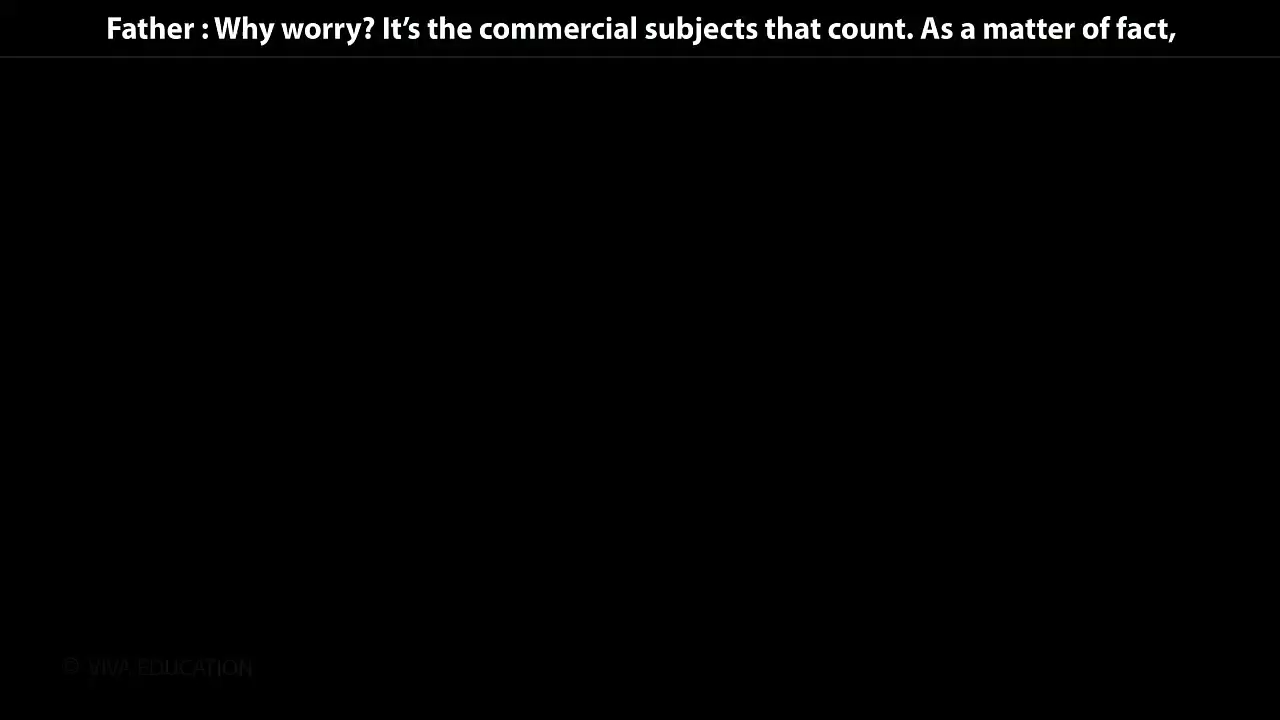 Father : Why worry? It’s the commercial subjects that count. As a matter of fact,
© VIVA EDUCATION